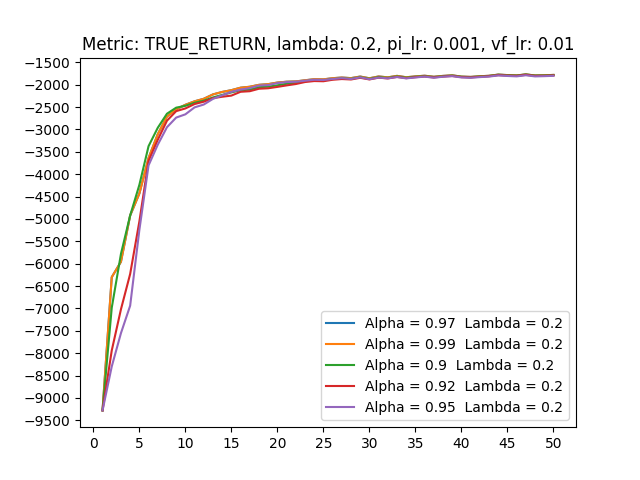 Metric: TRUE_RETURN, lambda: 0.2, pi_lr: 0.001, vf_lr: 0.01
−1500
−2000
−2500
−3000
−3500
−4000
−4500
−5000
−5500
−6000
−6500
−7000
−7500
−8000
−8500
−9000
−9500
Alpha = 0.97 Lambda = 0.2
Alpha = 0.99 Lambda = 0.2
Alpha = 0.9 Lambda = 0.2
Alpha = 0.92 Lambda = 0.2
Alpha = 0.95 Lambda = 0.2
0 5 10 15 20 25 30 35 40 45 50